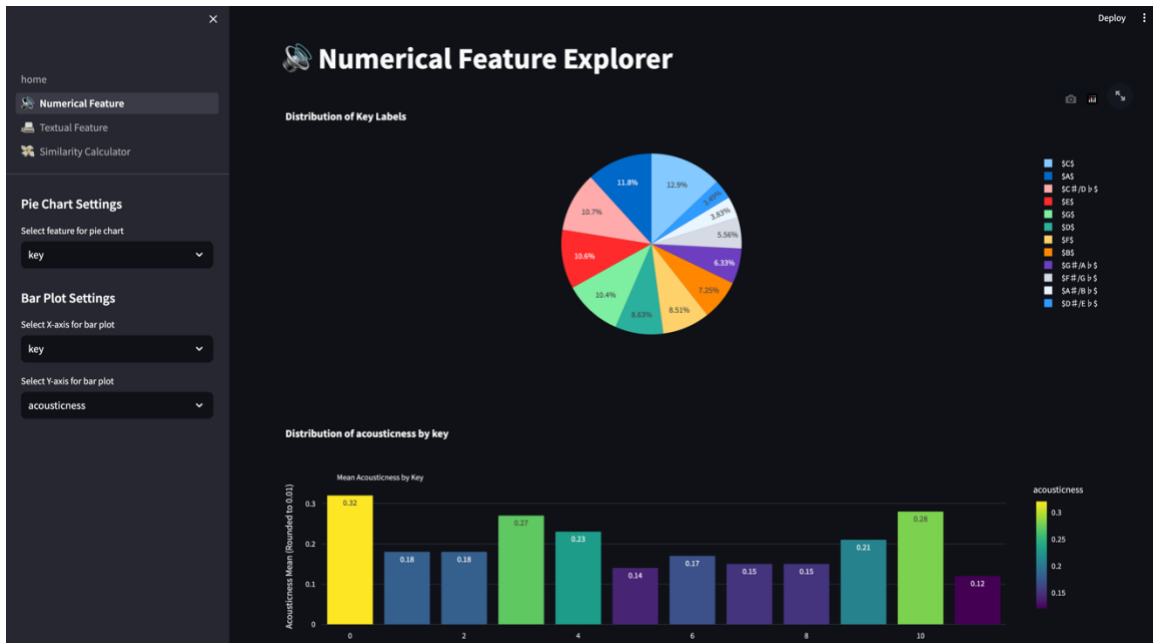 Deploy
Numerical Feature Explorer
home
Numerical Feature
Textual Feature
Similarity Calculator
Pie Chart Settings
Select feature for pie chart
key
Bar Plot Settings
Select X-axis for bar plot
key
Select Y-axis for bar plot
acousticness
Distribution of Key Labels
12.9%
11.8%
10.7%
10.6%
10.4%
8.63%
8.51%
7.25%
6.33%
5.56%
3.83%
3.49%
$C$
$A$
$C♯/D♭$
$E$
$G$
$D$
$F$
$B$
$G♯/A♭$
$F♯/G♭$
$A♯/B♭$
$D♯/E♭$
Distribution of acousticness by key
Mean Acousticness by Key
Acousticness Mean (Rounded to 0.01)
0.3
0.2
0.1
0
0.32
0.18
0.18
0.27
0.23
0.14
0.17
0.15
0.15
0.21
0.28
0.12
0
2
4
6
8
10
acousticness
0.3
0.25
0.2
0.15